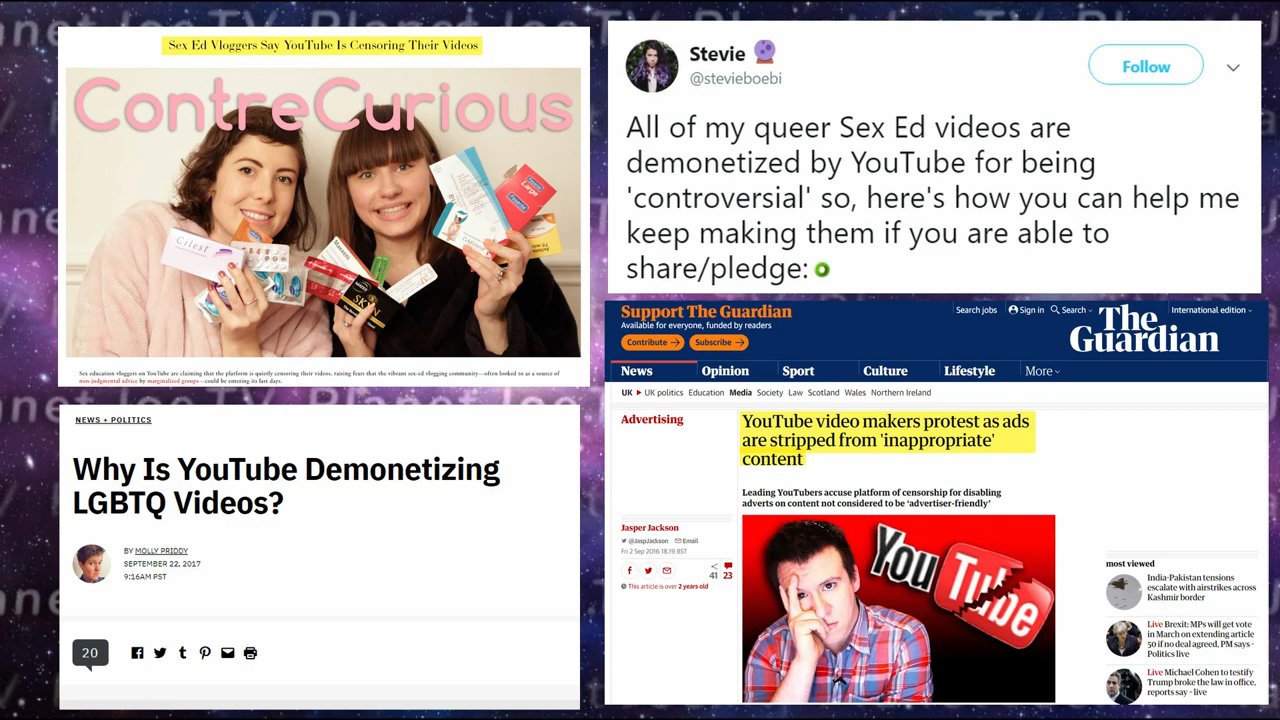 Sex Ed Vloggers Say YouTube Is Censoring Their Videos
ContreCurious
Cilest
Large
SKYN
Sex education vloggers on YouTube are claiming that the platform is quietly censoring their videos, raising fears that the vibrant sex-ed vlogging community—often looked to as a source of
non-judgmental advice by marginalized groups—could be entering its last days.
Stevie
@stevieboebi
Follow
All of my queer Sex Ed videos are
demonetized by YouTube for being
'controversial' so, here's how you can help me
keep making them if you are able to
share/pledge:
NEWS + POLITICS
Why Is YouTube Demonetizing
LGBTQ Videos?
BY MOLLY PRIDDY
SEPTEMBER 22, 2017
9:16AM PST
20
Support The Guardian
Available for everyone, funded by readers
Contribute → Subscribe →
Search jobs Sign in Search International edition
The
Guardian
News Opinion Sport Culture Lifestyle More
UK UK politics Education Media Society Law Scotland Wales Northern Ireland
Advertising
YouTube video makers protest as ads
are stripped from 'inappropriate'
content
Leading YouTubers accuse platform of censorship for disabling
adverts on content not considered to be 'advertiser-friendly'
Jasper Jackson
@JaspJackson Email
Fri 2 Sep 2016 18.19 BST
41 23
This article is over 2 years old
You Tube
most viewed
India-Pakistan tensions
escalate with airstrikes across
Kashmir border
Live Brexit: MPs will get vote
in March on extending article
50 if no deal agreed, PM says -
Politics live
Live Michael Cohen to testify
Trump broke the law in office,
reports say - live